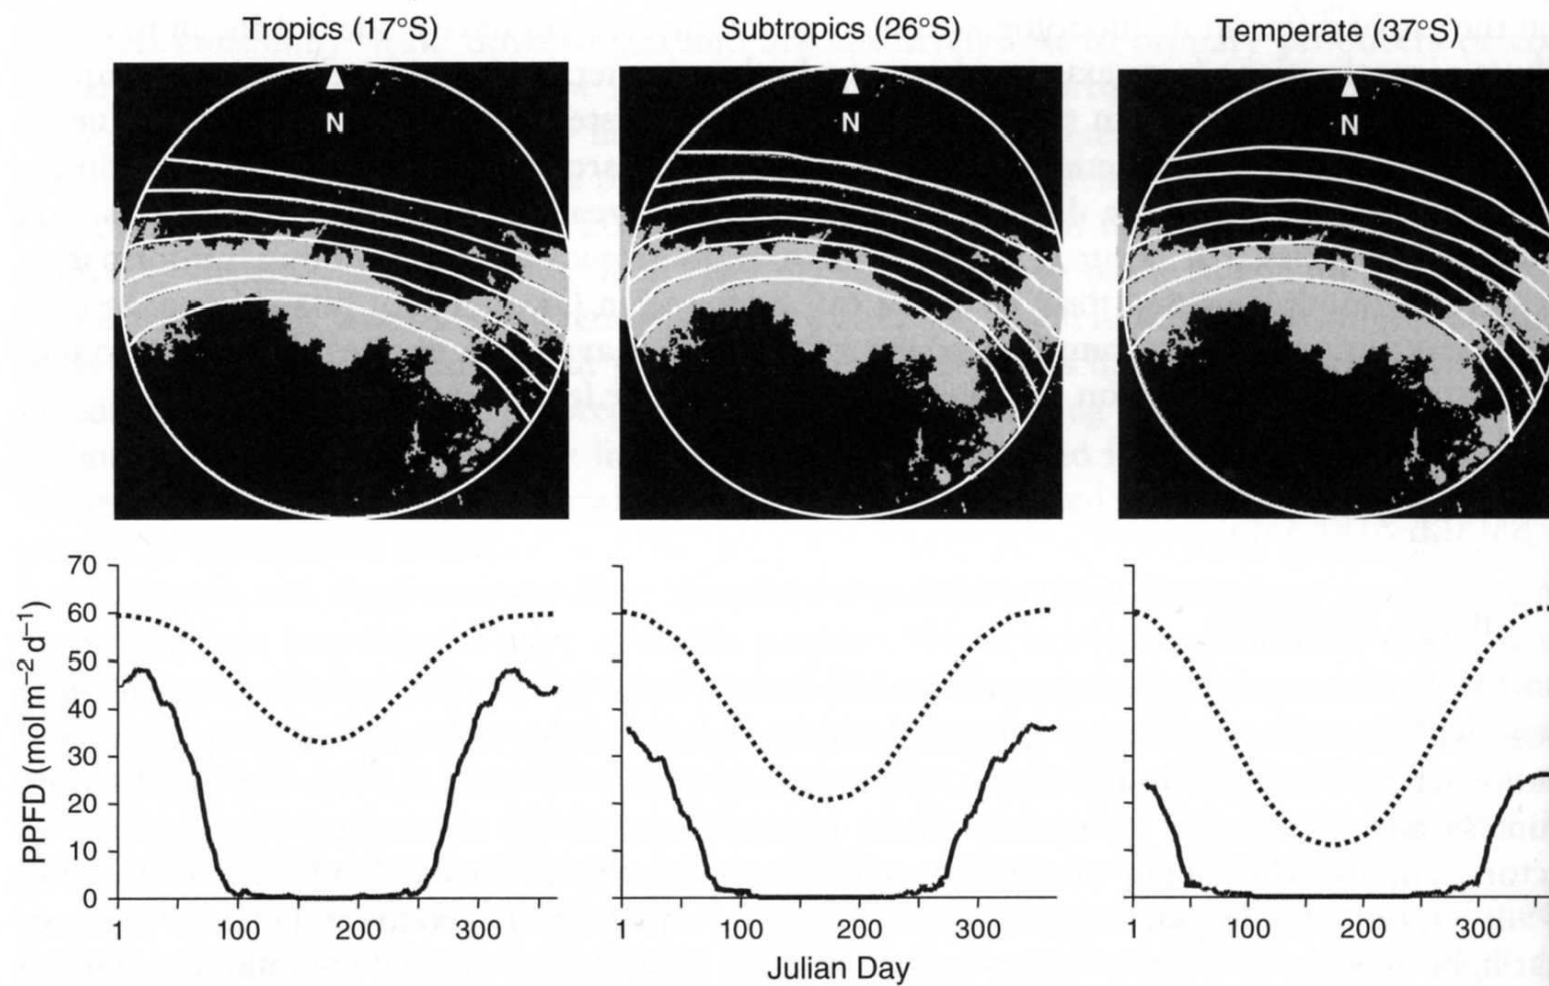 Tropics (17°S)
Subtropics (26°S)
Temperate (37°S)
N
N
N
PPFD (mol m⁻² d⁻¹)
70
60
50
40
30
20
10
0
1 100 200 300
1 100 200 300
1 100 200 300
Julian Day